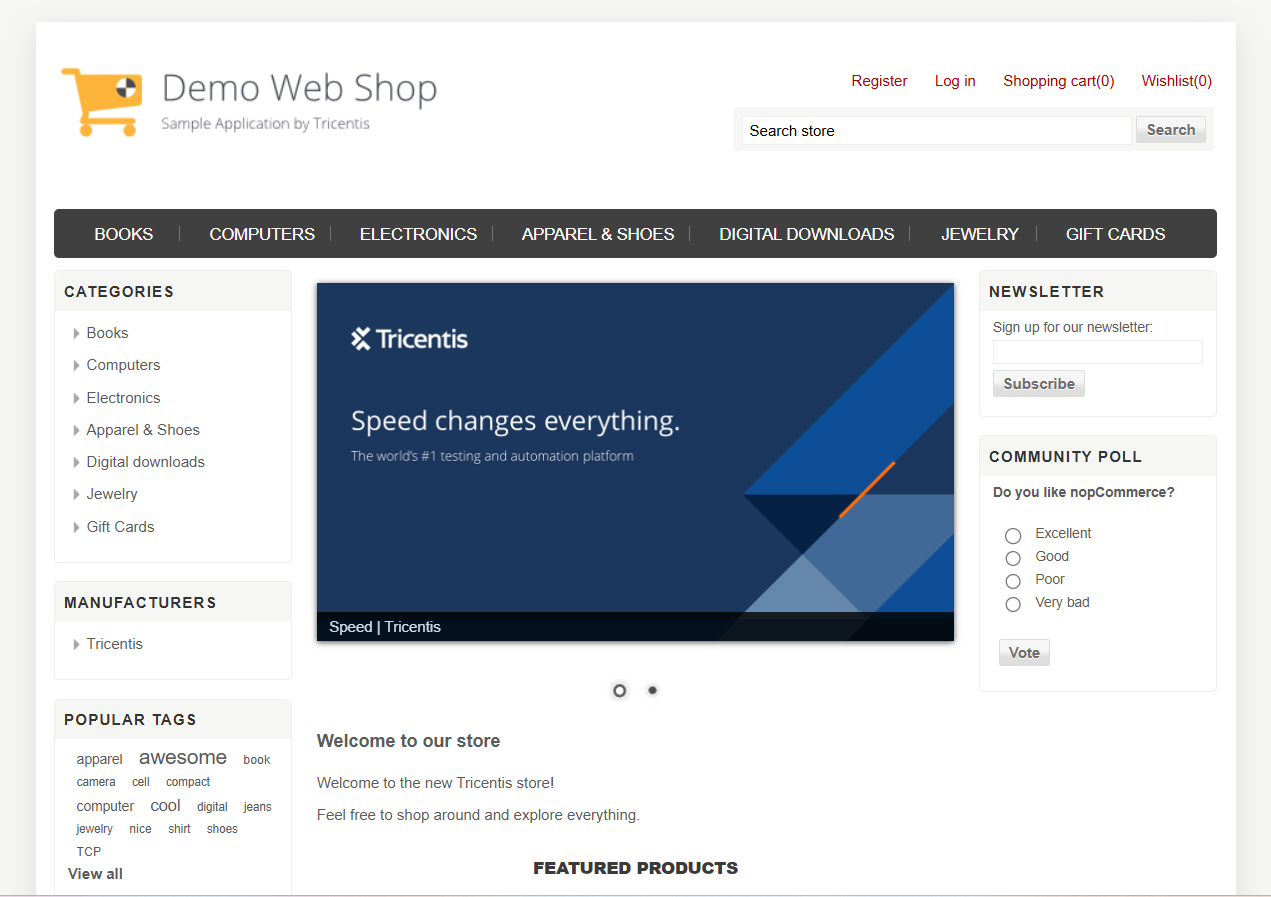 Demo Web Shop
Sample Application by Tricentis
Register Log in Shopping cart(0) Wishlist(0)
Search store Search
BOOKS COMPUTERS ELECTRONICS APPAREL & SHOES DIGITAL DOWNLOADS JEWELRY GIFT CARDS
CATEGORIES
Books
Computers
Electronics
Apparel & Shoes
Digital downloads
Jewelry
Gift Cards
MANUFACTURERS
Tricentis
POPULAR TAGS
apparel awesome book
camera cell compact
computer cool digital jeans
jewelry nice shirt shoes
TCP
View all
Tricentis
Speed changes everything.
The world's #1 testing and automation platform
Speed | Tricentis
Welcome to our store
Welcome to the new Tricentis store!
Feel free to shop around and explore everything.
FEATURED PRODUCTS
NEWSLETTER
Sign up for our newsletter:
Subscribe
COMMUNITY POLL
Do you like nopCommerce?
Excellent
Good
Poor
Very bad
Vote